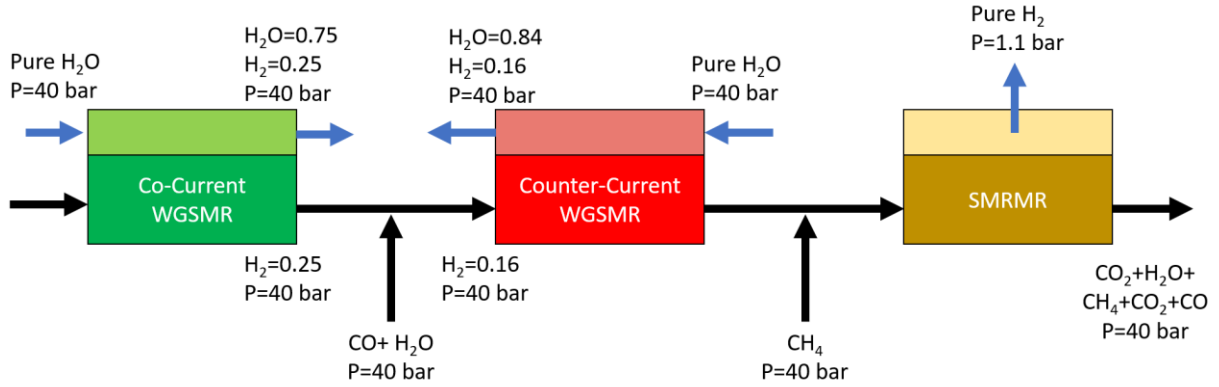 Pure H₂O
P=40 bar
H₂O=0.75
H₂=0.25
P=40 bar
H₂O=0.84
H₂=0.16
P=40 bar
Pure H₂O
P=40 bar
Pure H₂
P=1.1 bar
Co-Current
WGSMR
Counter-Current
WGSMR
SMRMR
H₂=0.25
P=40 bar
H₂=0.16
P=40 bar
CO+ H₂O
P=40 bar
CH₄
P=40 bar
CO₂+H₂O+
CH₄+CO₂+CO
P=40 bar